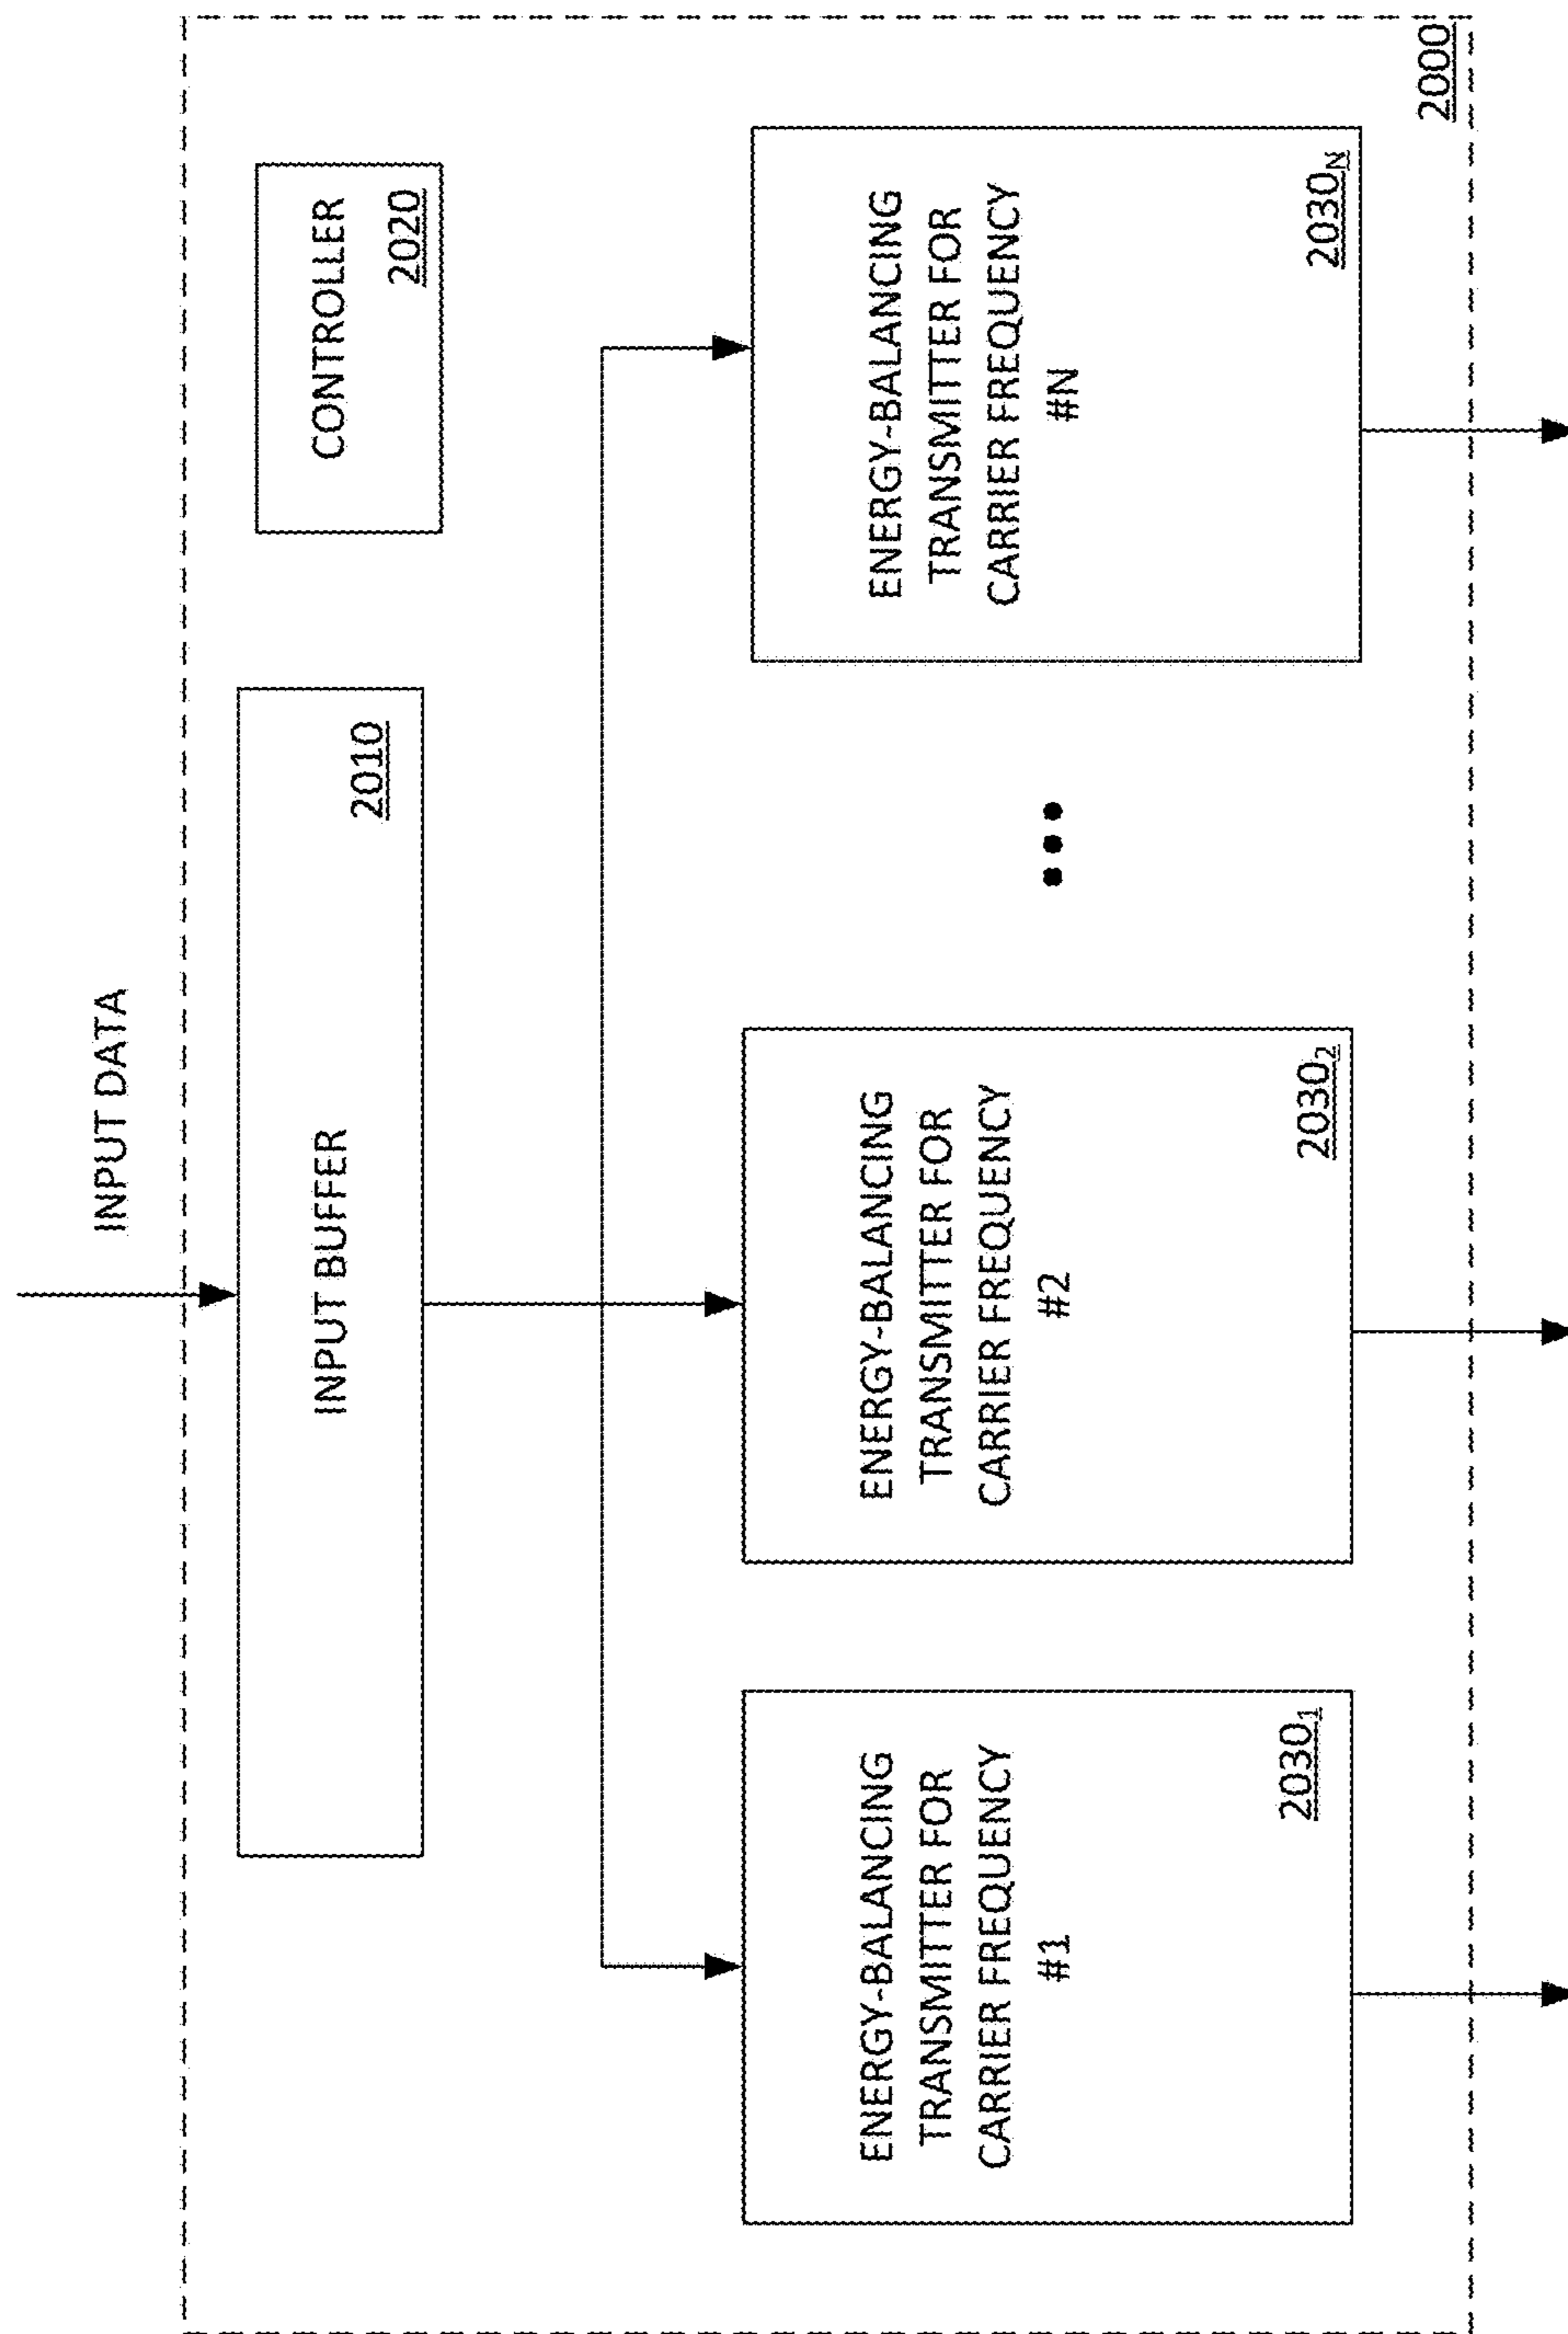 INPUT DATA
INPUT BUFFER
2010
CONTROLLER
2020
ENERGY-BALANCING
TRANSMITTER FOR
CARRIER FREQUENCY
#1
2030₁
ENERGY-BALANCING
TRANSMITTER FOR
CARRIER FREQUENCY
#2
2030₂
ENERGY-BALANCING
TRANSMITTER FOR
CARRIER FREQUENCY
#N
2030N
2000